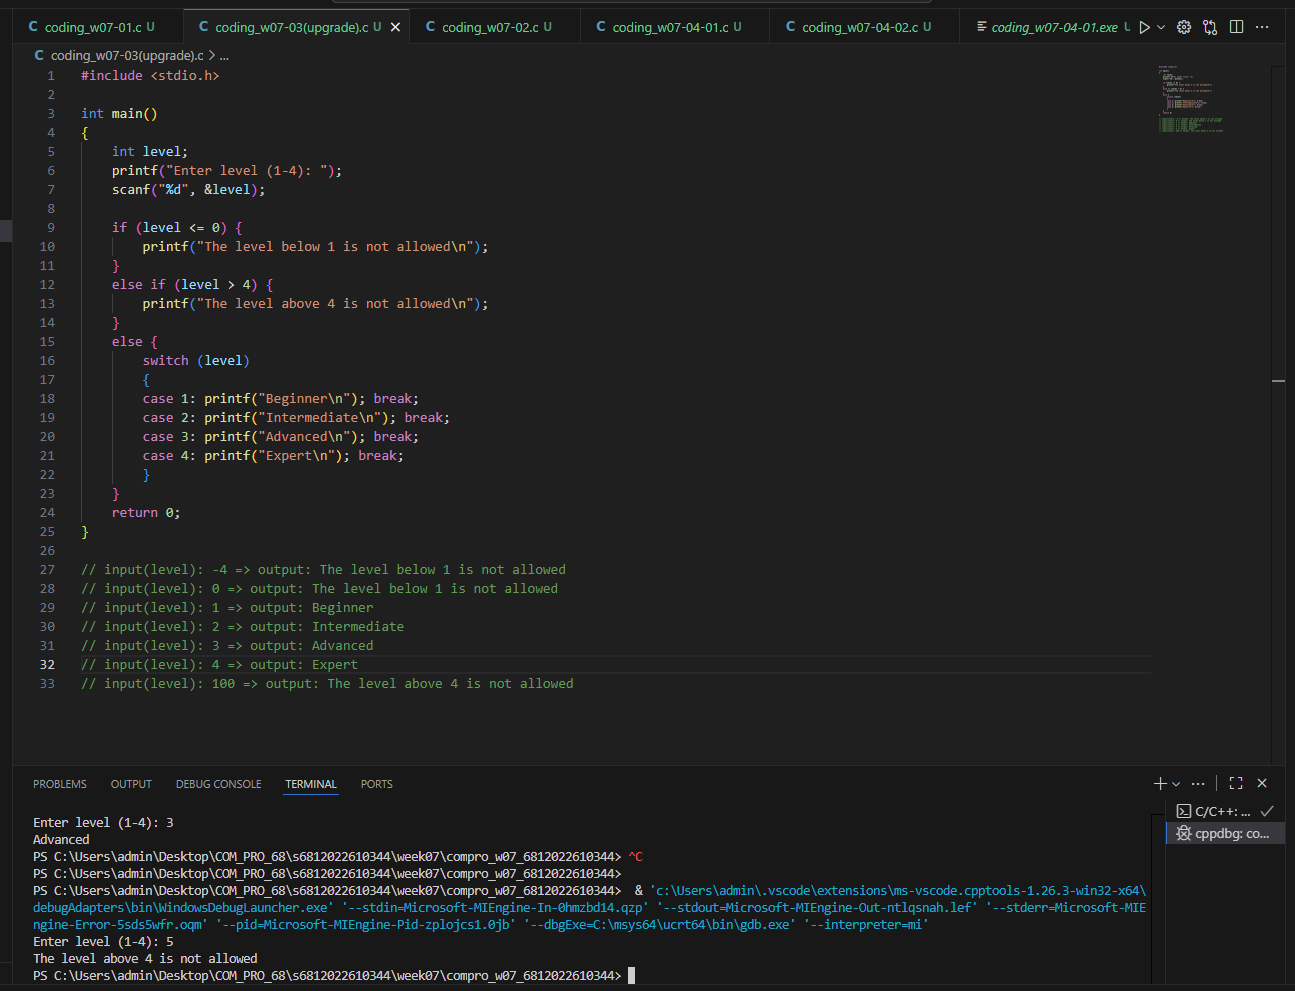 coding_w07-01.c U
coding_w07-03(upgrade).c U
coding_w07-02.c U
coding_w07-04-01.c U
coding_w07-04-02.c U
coding_w07-04-01.exe U
C coding_w07-03(upgrade).c > ...
1 #include <stdio.h>
2
3 int main()
4 {
5     int level;
6     printf("Enter level (1-4): ");
7     scanf("%d", &level);
8
9     if (level <= 0) {
10         printf("The level below 1 is not allowed\n");
11     }
12     else if (level > 4) {
13         printf("The level above 4 is not allowed\n");
14     }
15     else {
16         switch (level)
17         {
18         case 1: printf("Beginner\n"); break;
19         case 2: printf("Intermediate\n"); break;
20         case 3: printf("Advanced\n"); break;
21         case 4: printf("Expert\n"); break;
22         }
23     }
24     return 0;
25 }
26
27 // input(level): -4 => output: The level below 1 is not allowed
28 // input(level): 0 => output: The level below 1 is not allowed
29 // input(level): 1 => output: Beginner
30 // input(level): 2 => output: Intermediate
31 // input(level): 3 => output: Advanced
32 // input(level): 4 => output: Expert
33 // input(level): 100 => output: The level above 4 is not allowed
PROBLEMS OUTPUT DEBUG CONSOLE TERMINAL PORTS
C/C++: ...
cppdbg: co...
Enter level (1-4): 3
Advanced
PS C:\Users\admin\Desktop\COM_PRO_68\s6812022610344\week07\compro_w07_6812022610344> ^C
PS C:\Users\admin\Desktop\COM_PRO_68\s6812022610344\week07\compro_w07_6812022610344>
PS C:\Users\admin\Desktop\COM_PRO_68\s6812022610344\week07\compro_w07_6812022610344>  & 'c:\Users\admin\.vscode\extensions\ms-vscode.cpptools-1.26.3-win32-x64\
debugAdapters\bin\WindowsDebugLauncher.exe' '--stdin=Microsoft-MIEngine-In-0hmzbd14.qzp' '--stdout=Microsoft-MIEngine-Out-ntlqsnah.lef' '--stderr=Microsoft-MIE
ngine-Error-5sds5wfr.oqm' '--pid=Microsoft-MIEngine-Pid-zplojcs1.0jb' '--dbgExe=C:\msys64\ucrt64\bin\gdb.exe' '--interpreter=mi'
Enter level (1-4): 5
The level above 4 is not allowed
PS C:\Users\admin\Desktop\COM_PRO_68\s6812022610344\week07\compro_w07_6812022610344>